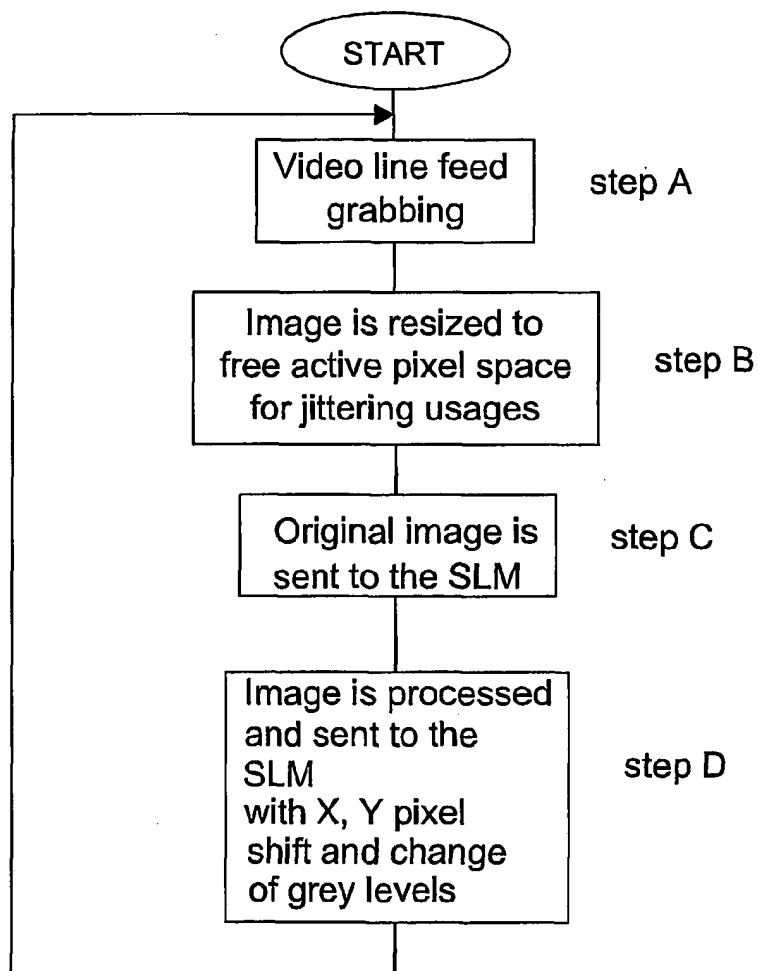 START
Video line feed
grabbing
step A
Image is resized to
free active pixel space
for jittering usages
step B
Original image is
sent to the SLM
step C
Image is processed
and sent to the
SLM
with X, Y pixel
shift and change
of grey levels
step D